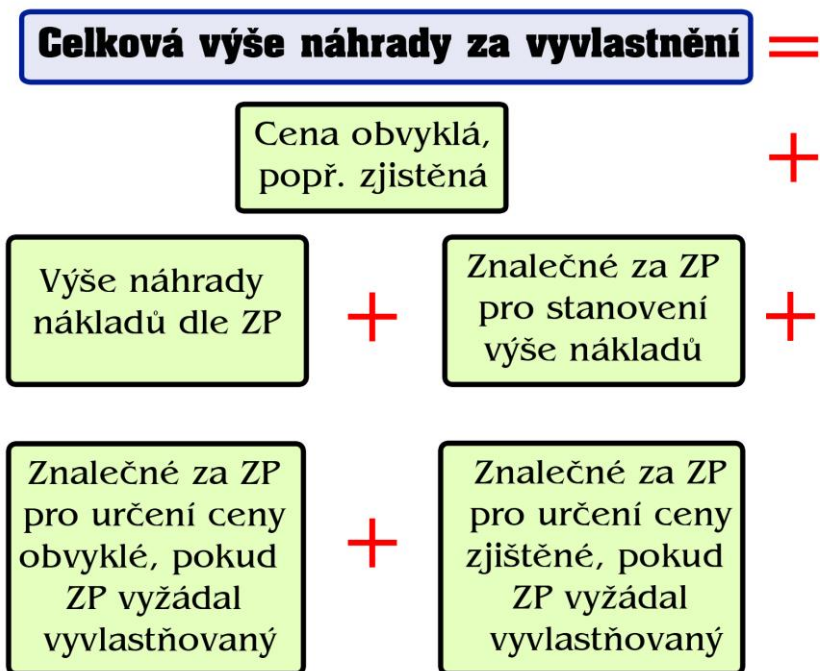 Celková výše náhrady za vyvlastnění =
Cena obvyklá, +
popř. zjistěná
Výše náhrady
nákladů dle ZP
+
Znalečné za ZP
pro stanovení
výše nákladů
+
Znalečné za ZP
pro určení ceny
obvyklé, pokud
ZP vyžádal
vyvlastňovaný
+
Znalečné za ZP
pro určení ceny
zjištěné, pokud
ZP vyžádal
vyvlastňovaný